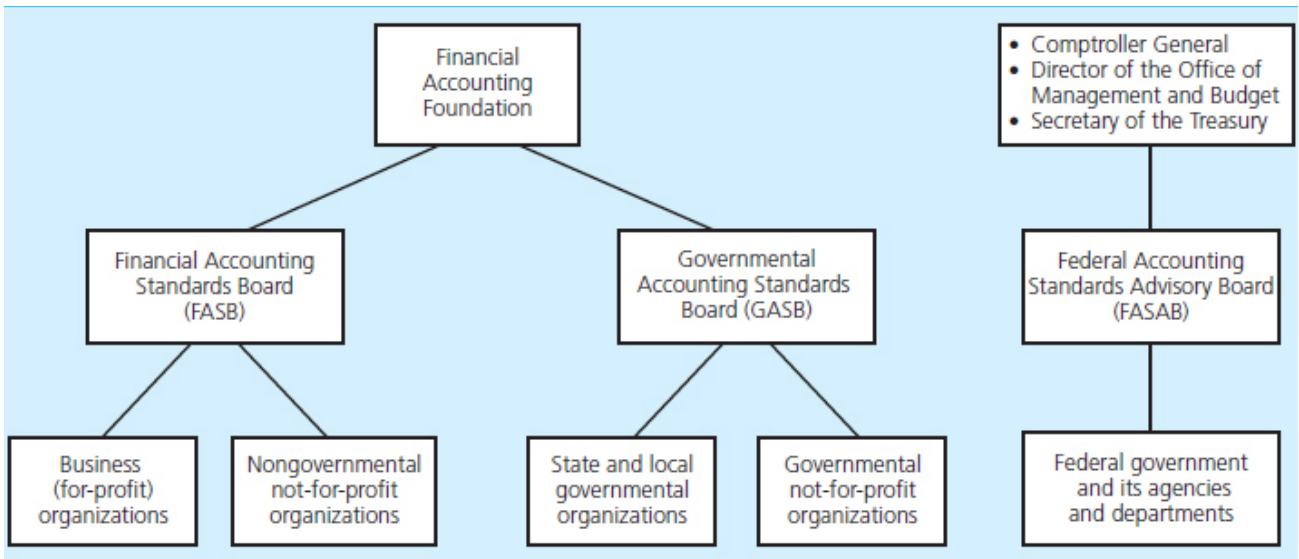 Financial
Accounting
Foundation
• Comptroller General
• Director of the Office of
Management and Budget
• Secretary of the Treasury
Financial Accounting
Standards Board
(FASB)
Governmental
Accounting Standards
Board (GASB)
Federal Accounting
Standards Advisory Board
(FASAB)
Business
(for-profit)
organizations
Nongovernmental
not-for-profit
organizations
State and local
governmental
organizations
Governmental
not-for-profit
organizations
Federal government
and its agencies
and departments